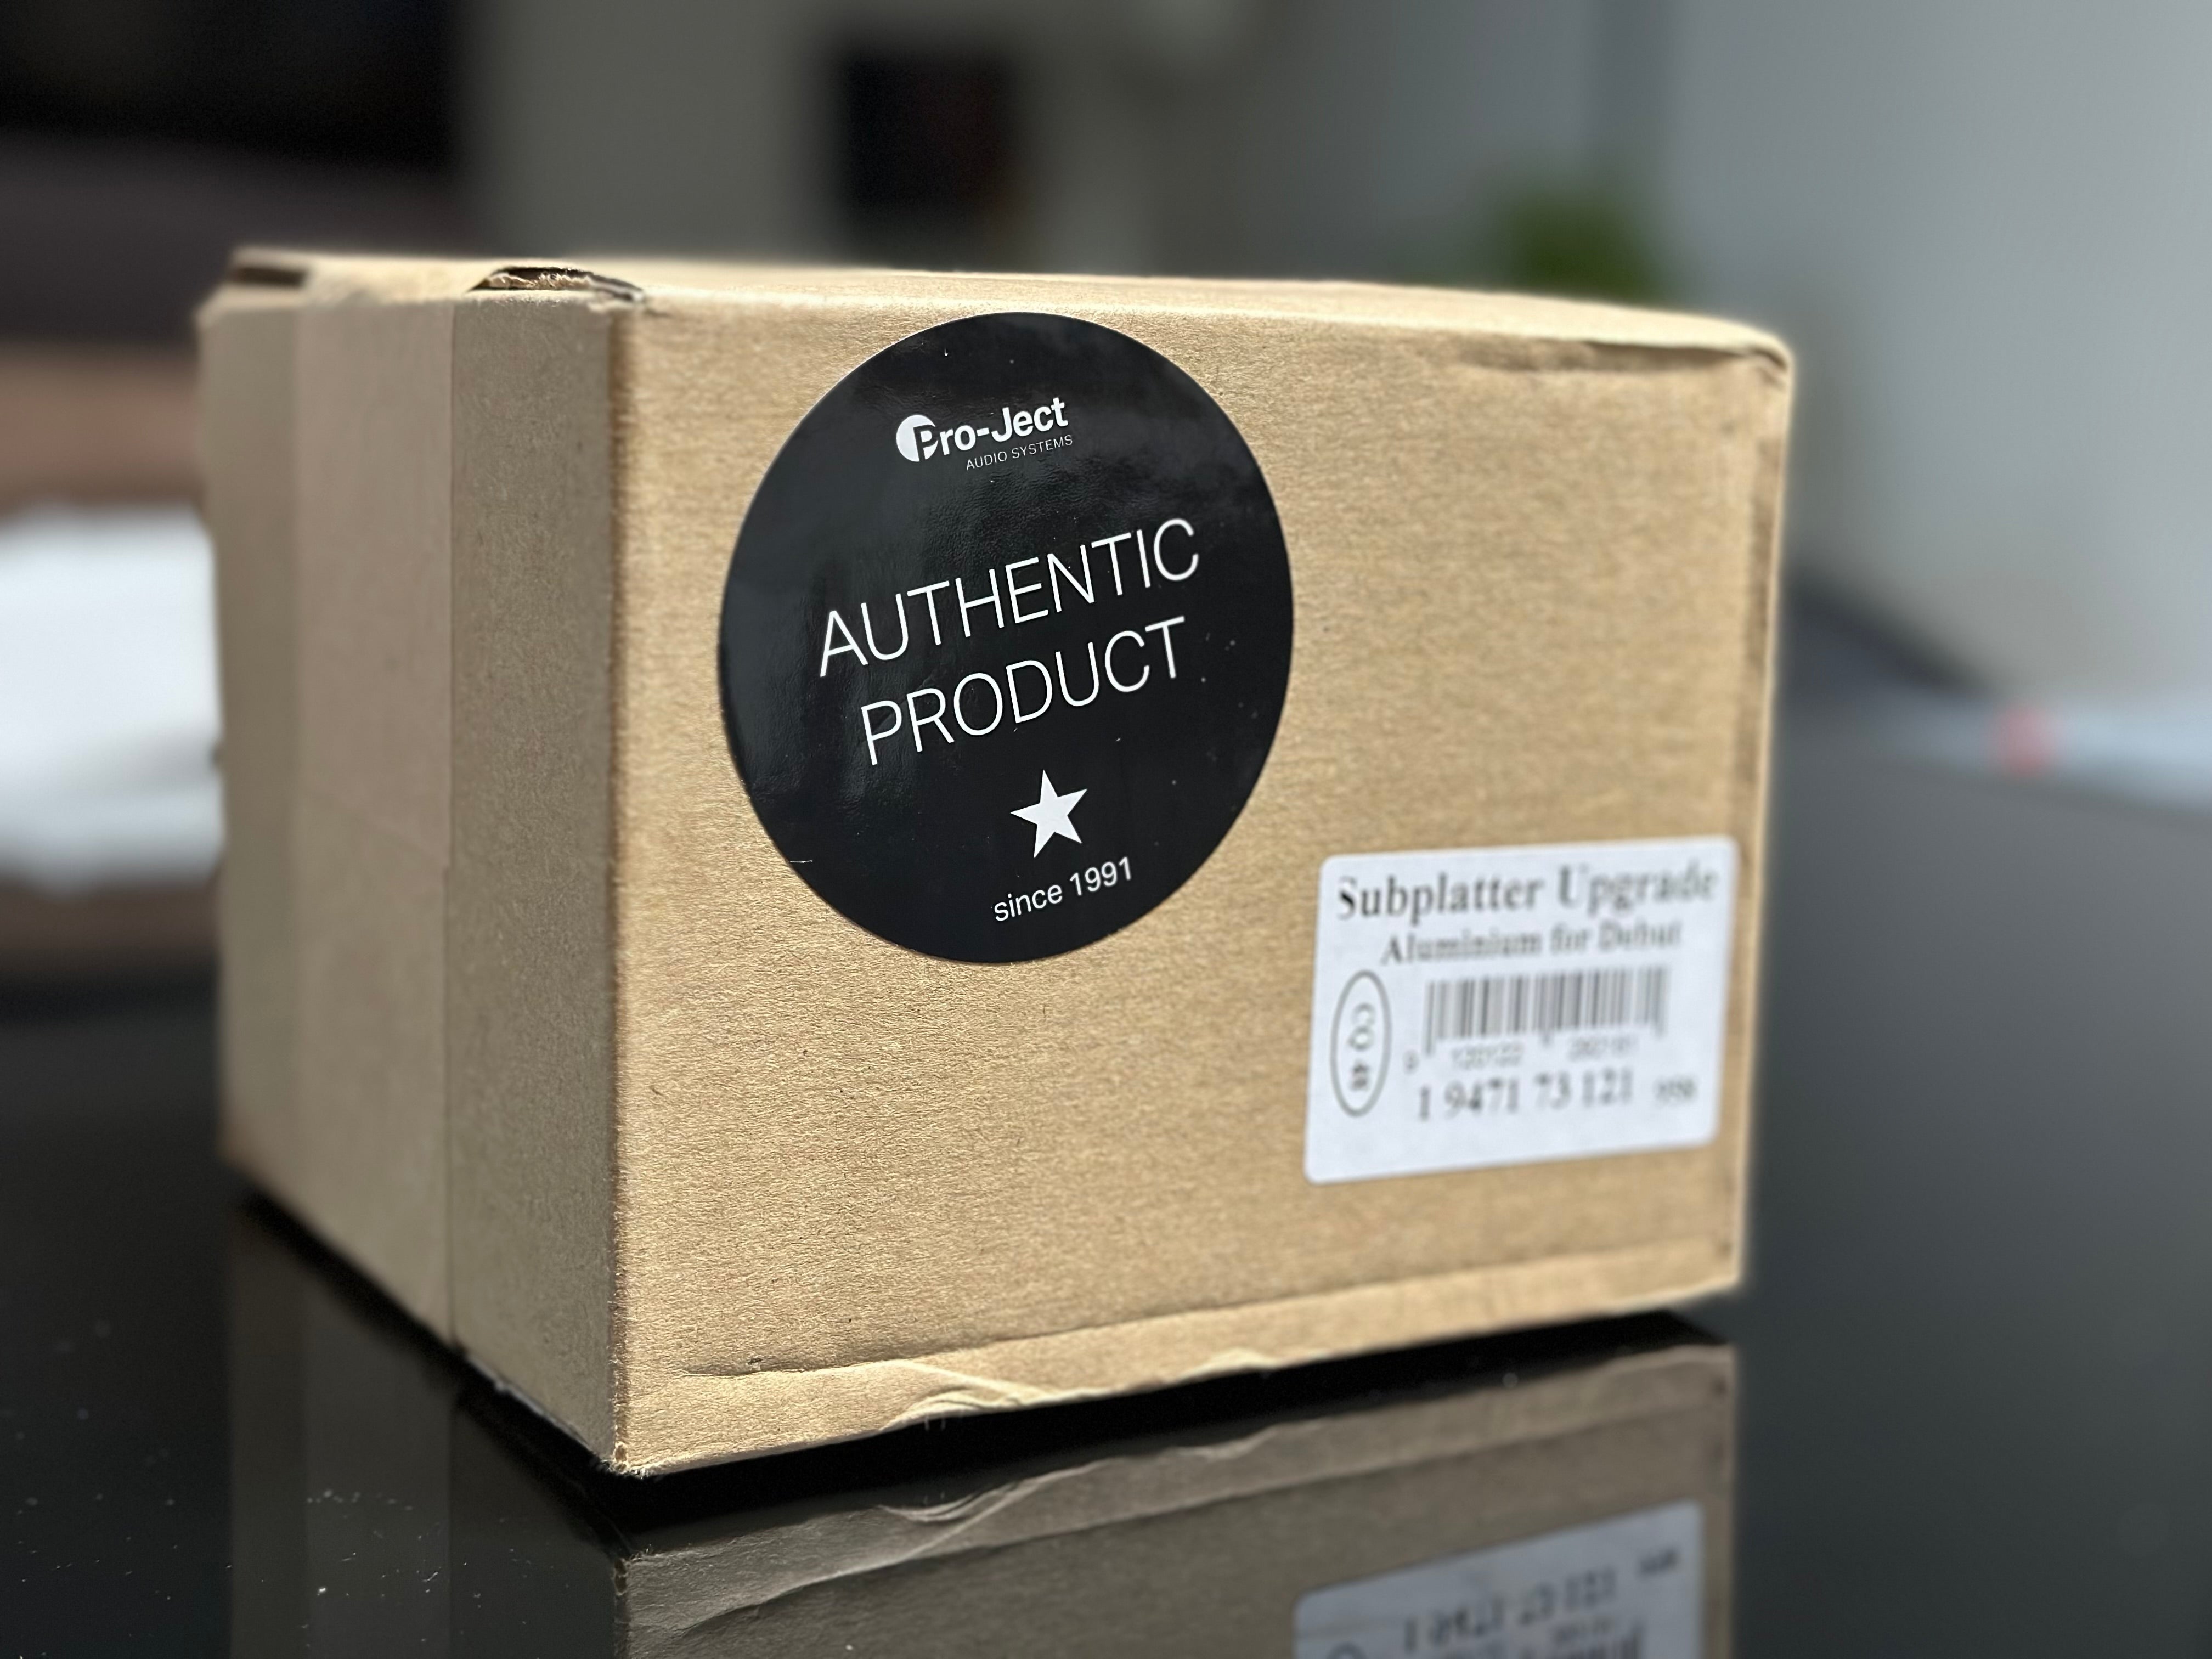 Pro-Ject
AUDIO SYSTEMS
AUTHENTIC
PRODUCT
since 1991
Subplatter Upgrade
Aluminium for Debut
1 9471 73 121